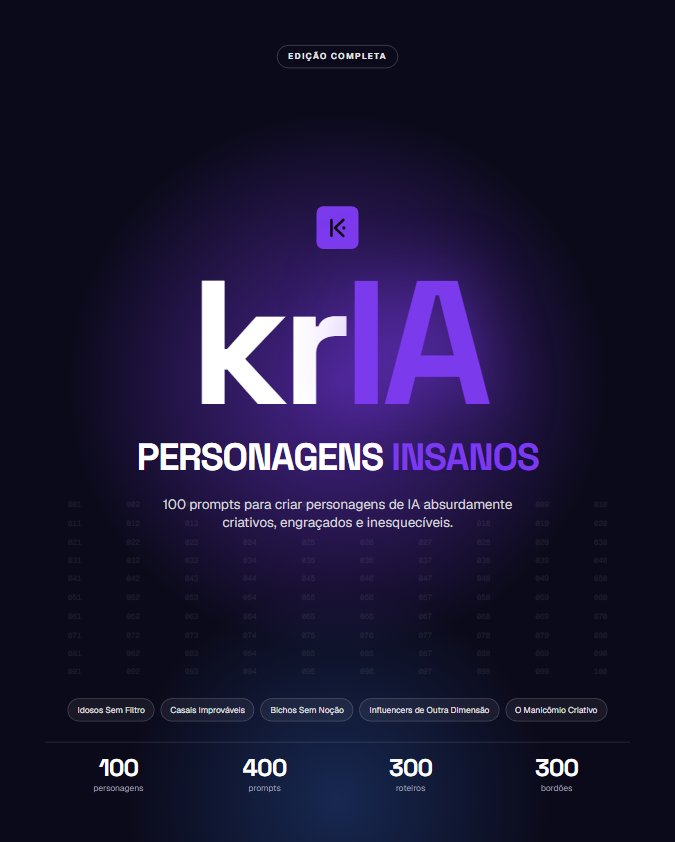 EDIÇÃO COMPLETA
krIA
PERSONAGENS INSANOS
100 prompts para criar personagens de IA absurdamente
criativos, engraçados e inesquecíveis.
Idosos Sem Filtro Casais Improváveis Bichos Sem Noção Influencers de Outra Dimensão O Manicômio Criativo
100 400 300 300
personagens prompts roteiros bordões